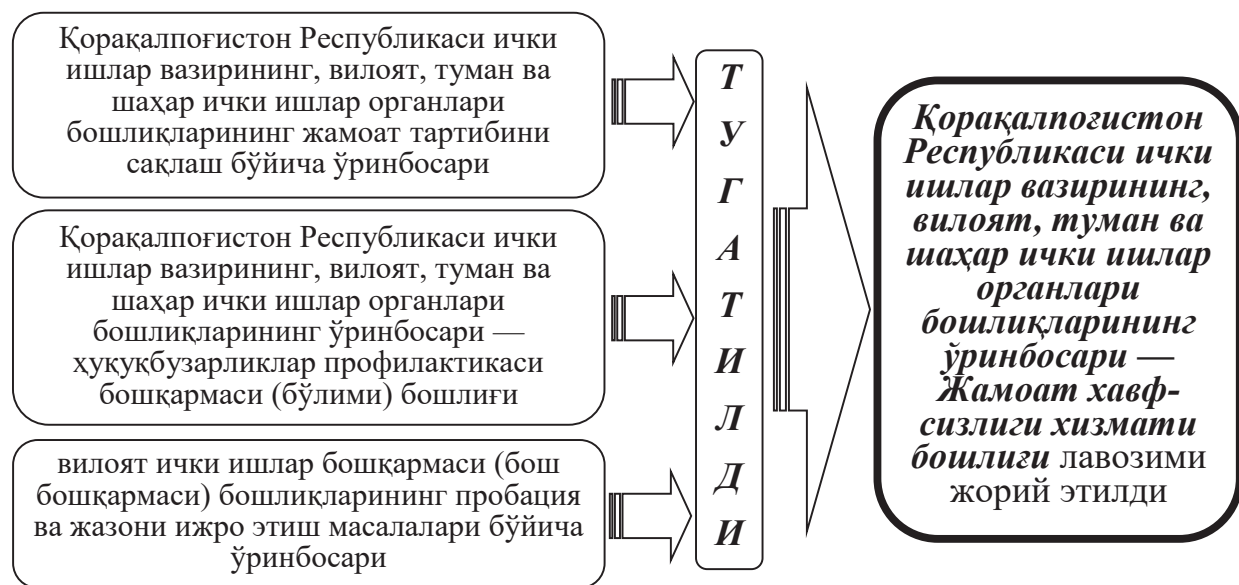 Қорақалпоғистон Республикаси ички
ишлар вазирининг, вилоят, туман ва
шаҳар ички ишлар органлари
бошлиқларининг жамоат тартибини
сақлаш бўйича ўринбосари
Қорақалпоғистон Республикаси ички
ишлар вазирининг, вилоят, туман ва
шаҳар ички ишлар органлари
бошлиқларининг ўринбосари —
ҳуқуқбузарликлар профилактикаси
бошқармаси (бўлими) бошлиғи
вилоят ички ишлар бошқармаси (бош
бошқармаси) бошлиқларининг пробация
ва жазони ижро этиш масалалари бўйича
ўринбосари
Т
У
Г
А
Т
И
Л
Д
И
Қорақалпоғистон
Республикаси ички
ишлар вазирининг,
вилоят, туман ва
шаҳар ички ишлар
органлари
бошлиқларининг
ўринбосари —
Жамоат хавф-
сизлиги хизмати
бошлиғи лавозими
жорий этилди